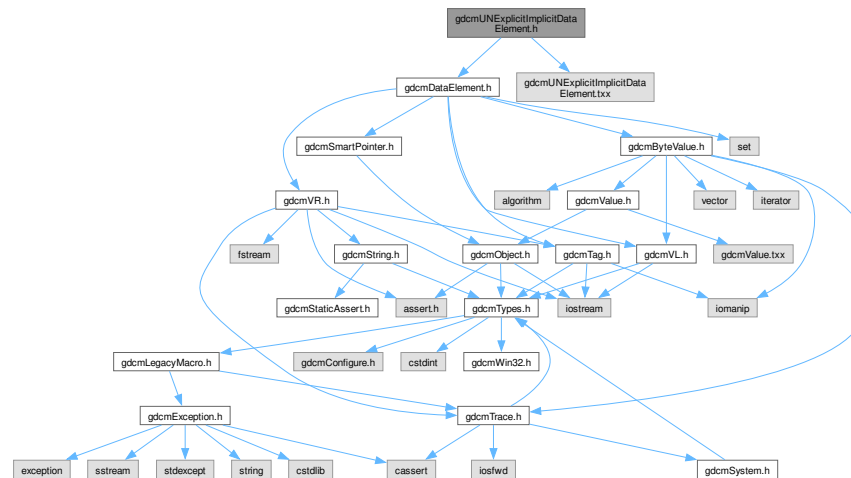 gdcmUNExplicitImplicitData
Element.h
gdcmDataElement.h
gdcmUNExplicitImplicitData
Element.txx
gdcmSmartPointer.h
gdcmByteValue.h
set
gdcmVR.h
algorithm
gdcmValue.h
vector
iterator
fstream
gdcmString.h
gdcmObject.h
gdcmTag.h
gdcmVL.h
gdcmValue.txx
gdcmStaticAssert.h
assert.h
gdcmTypes.h
iostream
iomanip
gdcmLegacyMacro.h
gdcmConfigure.h
cstdint
gdcmWin32.h
gdcmException.h
gdcmTrace.h
exception
sstream
stdexcept
string
cstdlib
cassert
iosfwd
gdcmSystem.h